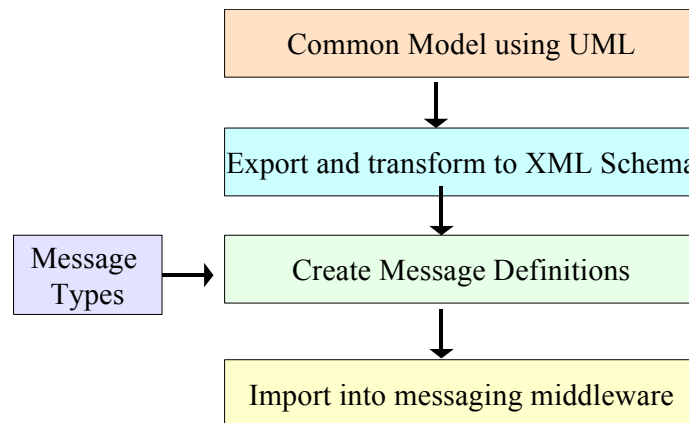 Common Model using UML
Export and transform to XML Schema
Message
Types
Create Message Definitions
Import into messaging middleware